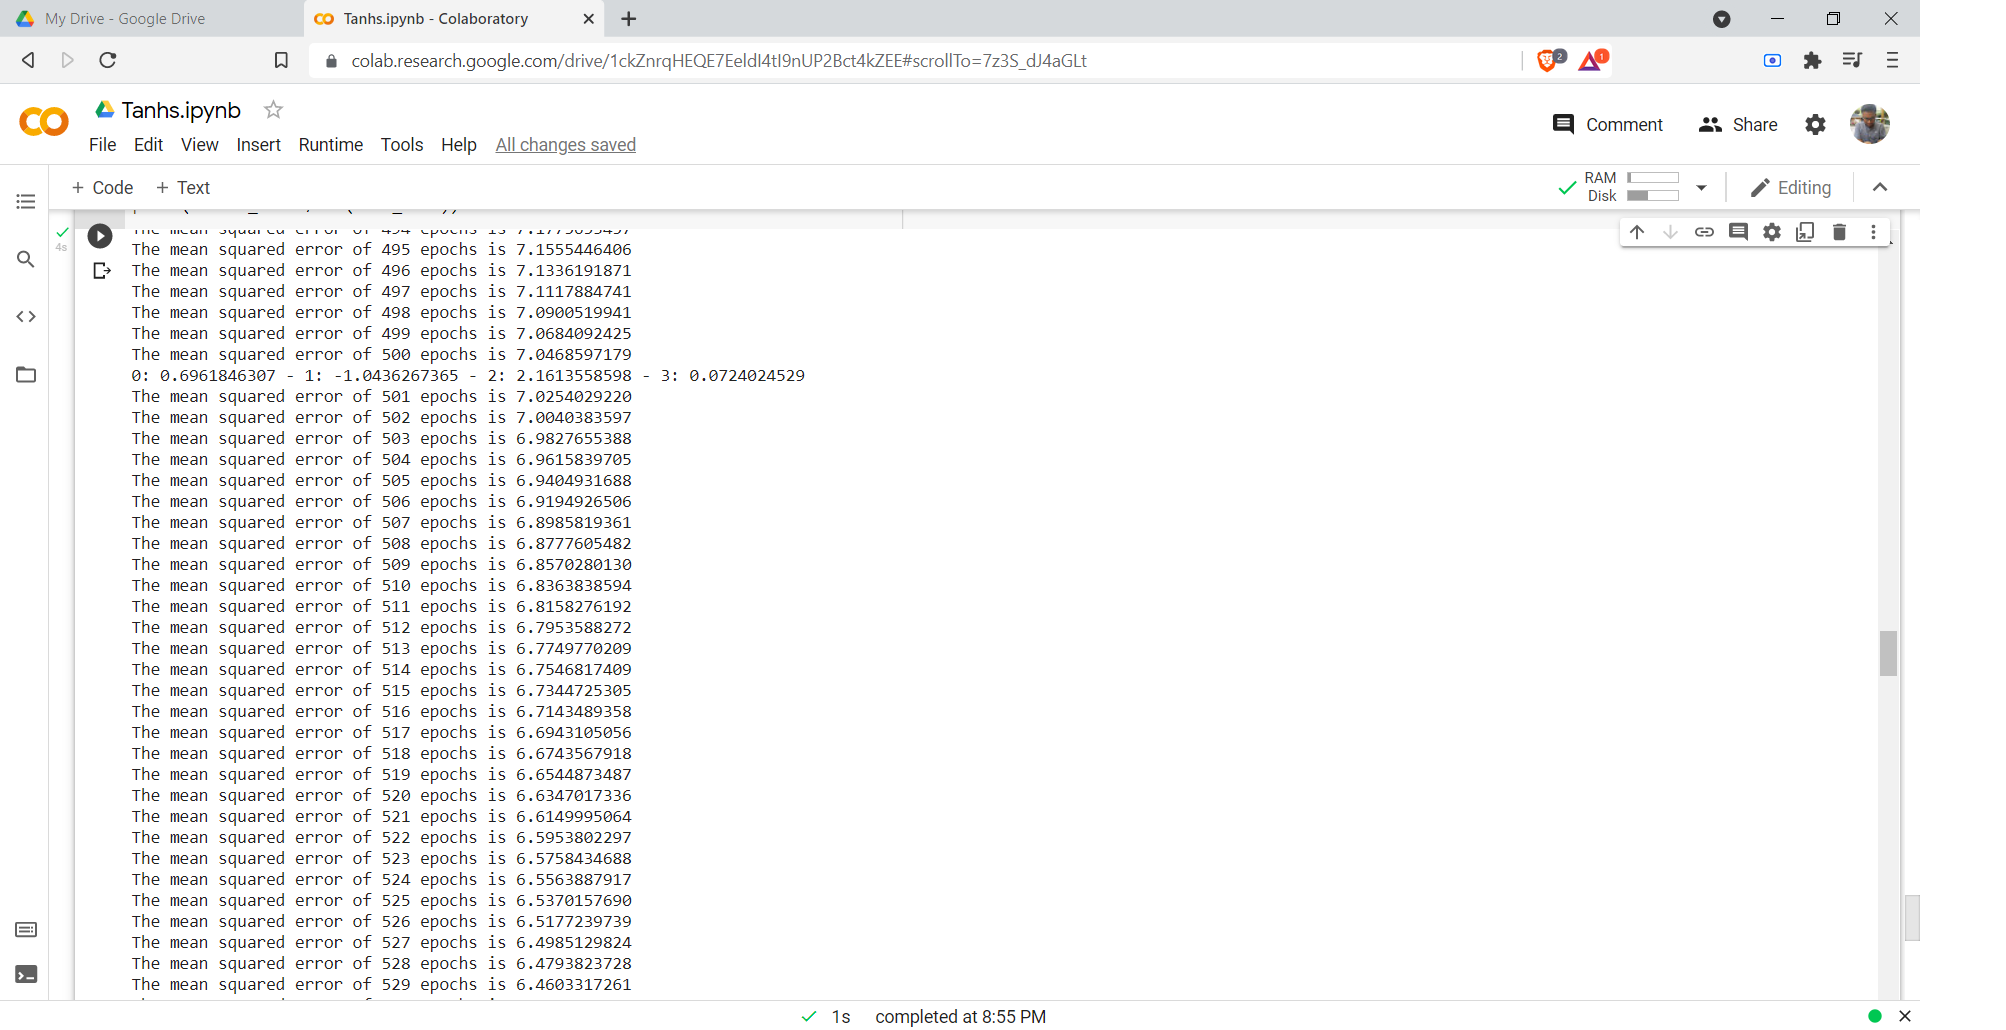 My Drive - Google Drive
Tanhs.ipynb - Colaboratory
colab.research.google.com/drive/1ckZnrqHEQE7EeldI4tI9nUP2Bct4kZEE#scrollTo=7z3S_dJ4aGLt
2
1
Tanhs.ipynb
File Edit View Insert Runtime Tools Help All changes saved
Comment
Share
+ Code + Text
RAM
Disk
Editing
4s
The mean squared error of 494 epochs is
The mean squared error of 495 epochs is 7.1555446406
The mean squared error of 496 epochs is 7.1336191871
The mean squared error of 497 epochs is 7.1117884741
The mean squared error of 498 epochs is 7.0900519941
The mean squared error of 499 epochs is 7.0684092425
The mean squared error of 500 epochs is 7.0468597179
0: 0.6961846307 - 1: -1.0436267365 - 2: 2.1613558598 - 3: 0.0724024529
The mean squared error of 501 epochs is 7.0254029220
The mean squared error of 502 epochs is 7.0040383597
The mean squared error of 503 epochs is 6.9827655388
The mean squared error of 504 epochs is 6.9615839705
The mean squared error of 505 epochs is 6.9404931688
The mean squared error of 506 epochs is 6.9194926506
The mean squared error of 507 epochs is 6.8985819361
The mean squared error of 508 epochs is 6.8777605482
The mean squared error of 509 epochs is 6.8570280130
The mean squared error of 510 epochs is 6.8363838594
The mean squared error of 511 epochs is 6.8158276192
The mean squared error of 512 epochs is 6.7953588272
The mean squared error of 513 epochs is 6.7749770209
The mean squared error of 514 epochs is 6.7546817409
The mean squared error of 515 epochs is 6.7344725305
The mean squared error of 516 epochs is 6.7143489358
The mean squared error of 517 epochs is 6.6943105056
The mean squared error of 518 epochs is 6.6743567918
The mean squared error of 519 epochs is 6.6544873487
The mean squared error of 520 epochs is 6.6347017336
The mean squared error of 521 epochs is 6.6149995064
The mean squared error of 522 epochs is 6.5953802297
The mean squared error of 523 epochs is 6.5758434688
The mean squared error of 524 epochs is 6.5563887917
The mean squared error of 525 epochs is 6.5370157690
The mean squared error of 526 epochs is 6.5177239739
The mean squared error of 527 epochs is 6.4985129824
The mean squared error of 528 epochs is 6.4793823728
The mean squared error of 529 epochs is 6.4603317261
1s completed at 8:55 PM